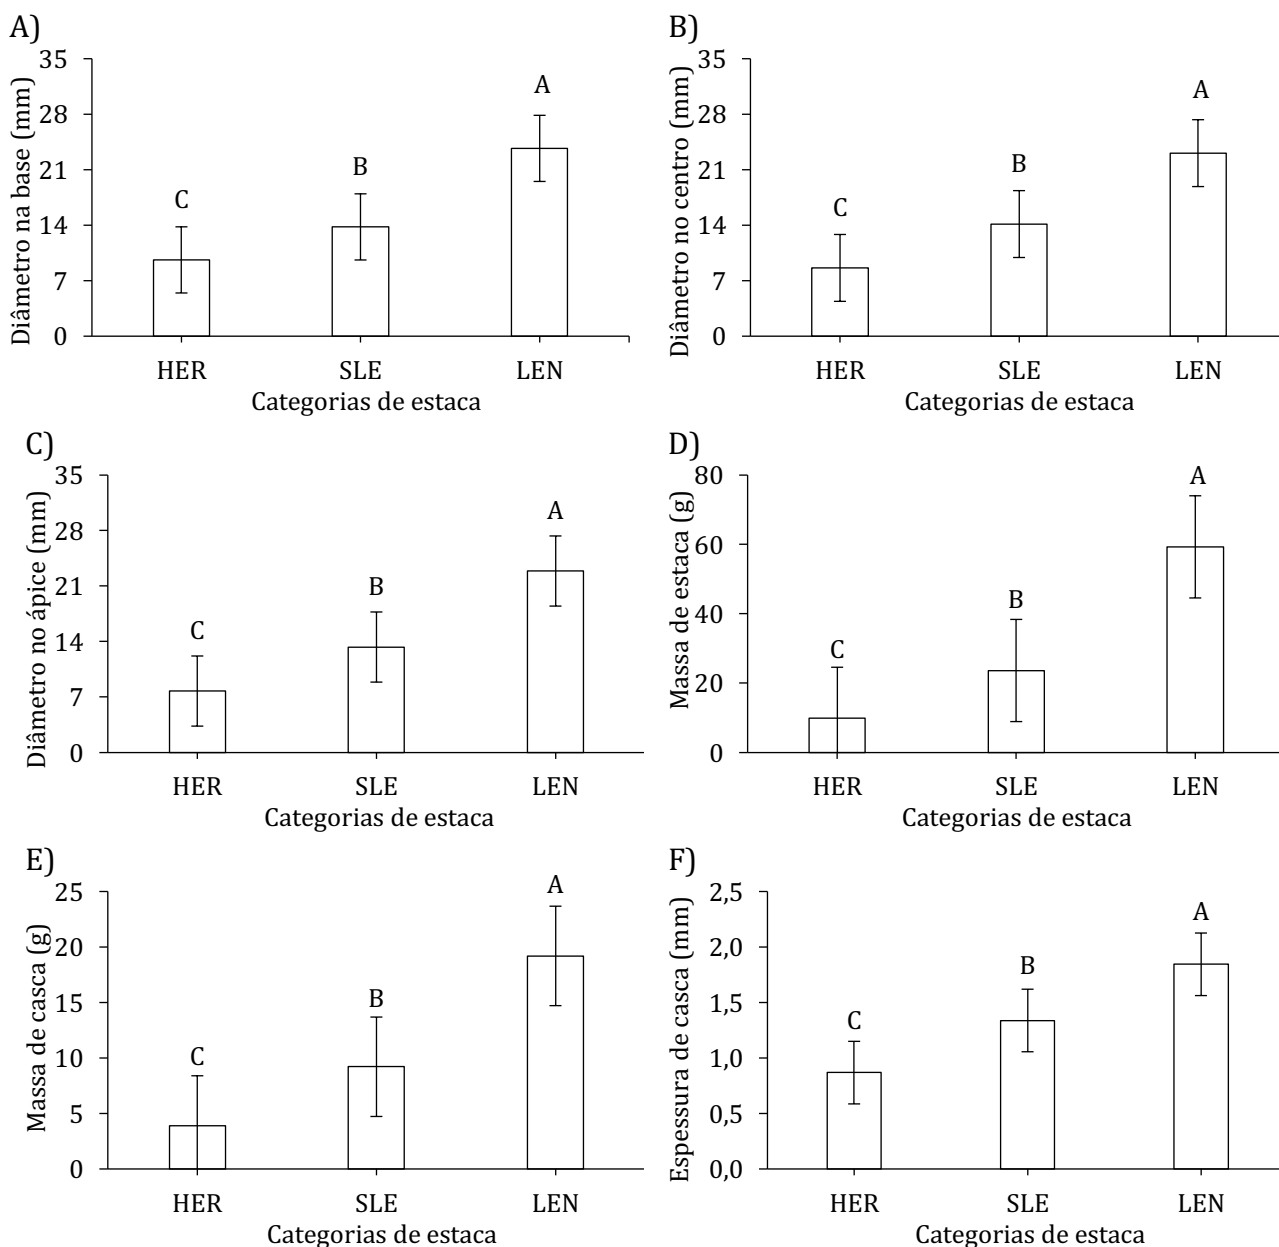 A)
Diâmetro na base (mm)
35
28
21
14
7
0
C
B
A
HER SLE LEN
Categorias de estaca
B)
Diâmetro no centro (mm)
35
28
21
14
7
0
C
B
A
HER SLE LEN
Categorias de estaca
C)
Diâmetro no ápice (mm)
35
28
21
14
7
0
C
B
A
HER SLE LEN
Categorias de estaca
D)
Massa de estaca (g)
80
60
40
20
0
C
B
A
HER SLE LEN
Categorias de estaca
E)
Massa de casca (g)
25
20
15
10
5
0
C
B
A
HER SLE LEN
Categorias de estaca
F)
Espessura de casca (mm)
2,5
2,0
1,5
1,0
0,5
0,0
C
B
A
HER SLE LEN
Categorias de estaca